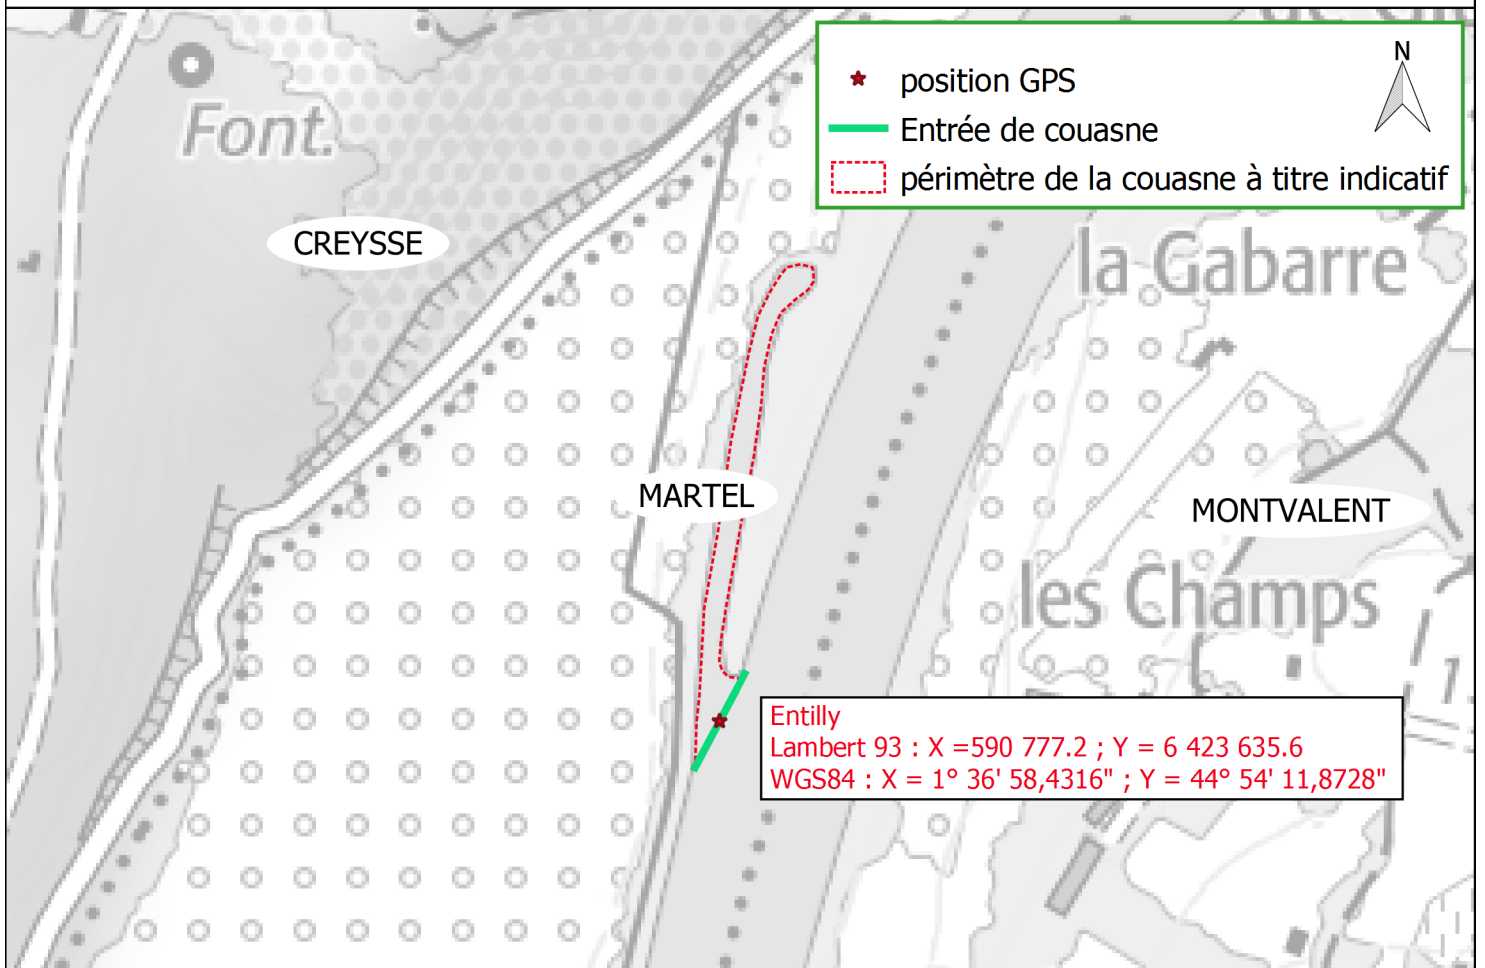 N
position GPS
Entrée de couasne
périmètre de la couasne à titre indicatif
Font.
CREYSSE
la Gabarre
MARTEL
MONTVALENT
les Champs
1
Entilly
Lambert 93 : X =590 777.2 ; Y = 6 423 635.6
WGS84 : X = 1° 36' 58,4316" ; Y = 44° 54' 11,8728"